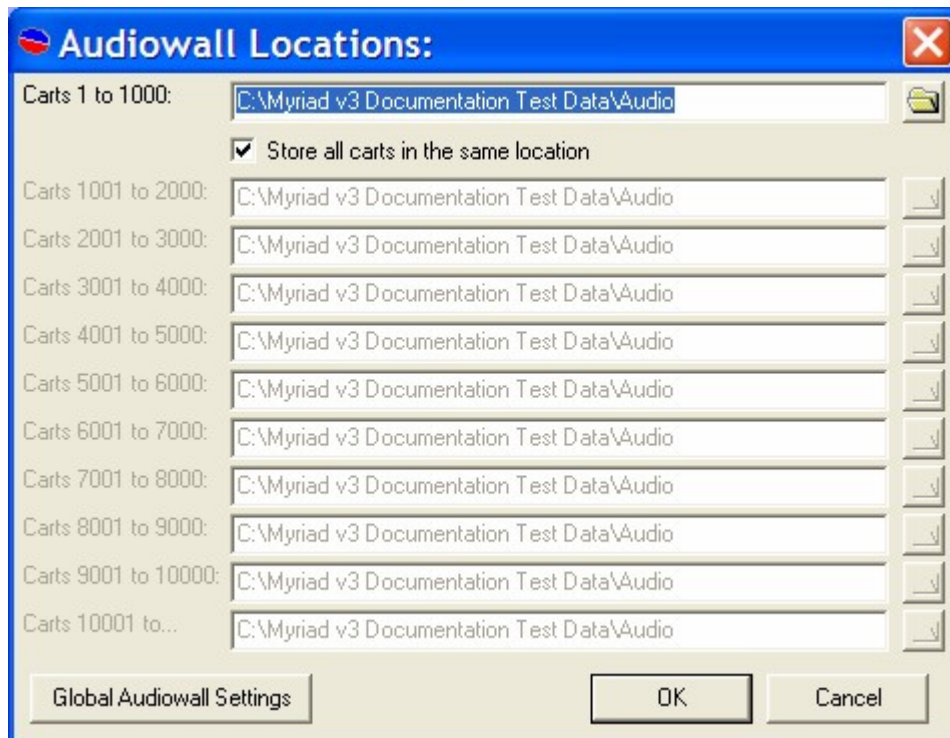 Audiowall Locations:
Carts 1 to 1000: C:\Myriad v3 Documentation Test Data\Audio
Store all carts in the same location
Carts 1001 to 2000: C:\Myriad v3 Documentation Test Data\Audio
Carts 2001 to 3000: C:\Myriad v3 Documentation Test Data\Audio
Carts 3001 to 4000: C:\Myriad v3 Documentation Test Data\Audio
Carts 4001 to 5000: C:\Myriad v3 Documentation Test Data\Audio
Carts 5001 to 6000: C:\Myriad v3 Documentation Test Data\Audio
Carts 6001 to 7000: C:\Myriad v3 Documentation Test Data\Audio
Carts 7001 to 8000: C:\Myriad v3 Documentation Test Data\Audio
Carts 8001 to 9000: C:\Myriad v3 Documentation Test Data\Audio
Carts 9001 to 10000: C:\Myriad v3 Documentation Test Data\Audio
Carts 10001 to... C:\Myriad v3 Documentation Test Data\Audio
Global Audiowall Settings OK Cancel